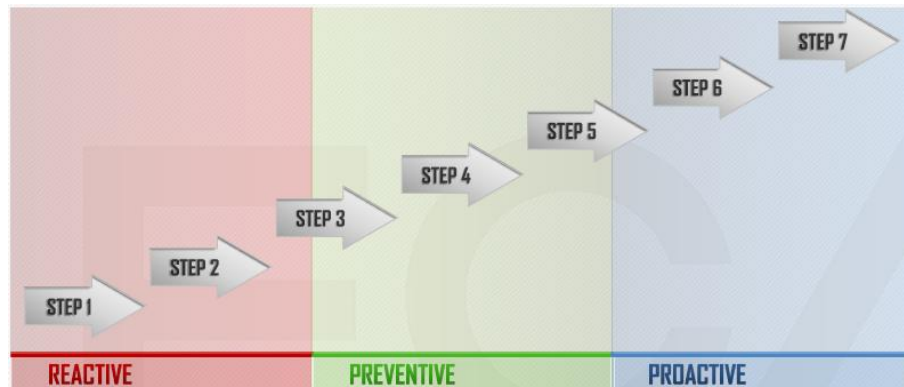 STEP 1
STEP 2
STEP 3
STEP 4
STEP 5
STEP 6
STEP 7
REACTIVE
PREVENTIVE
PROACTIVE